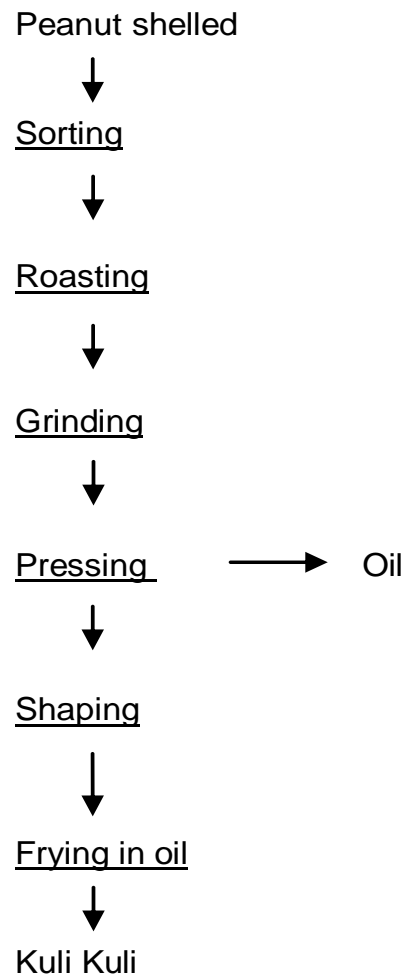 Peanut shelled
Sorting
Roasting
Grinding
Pressing Oil
Shaping
Frying in oil
Kuli Kuli